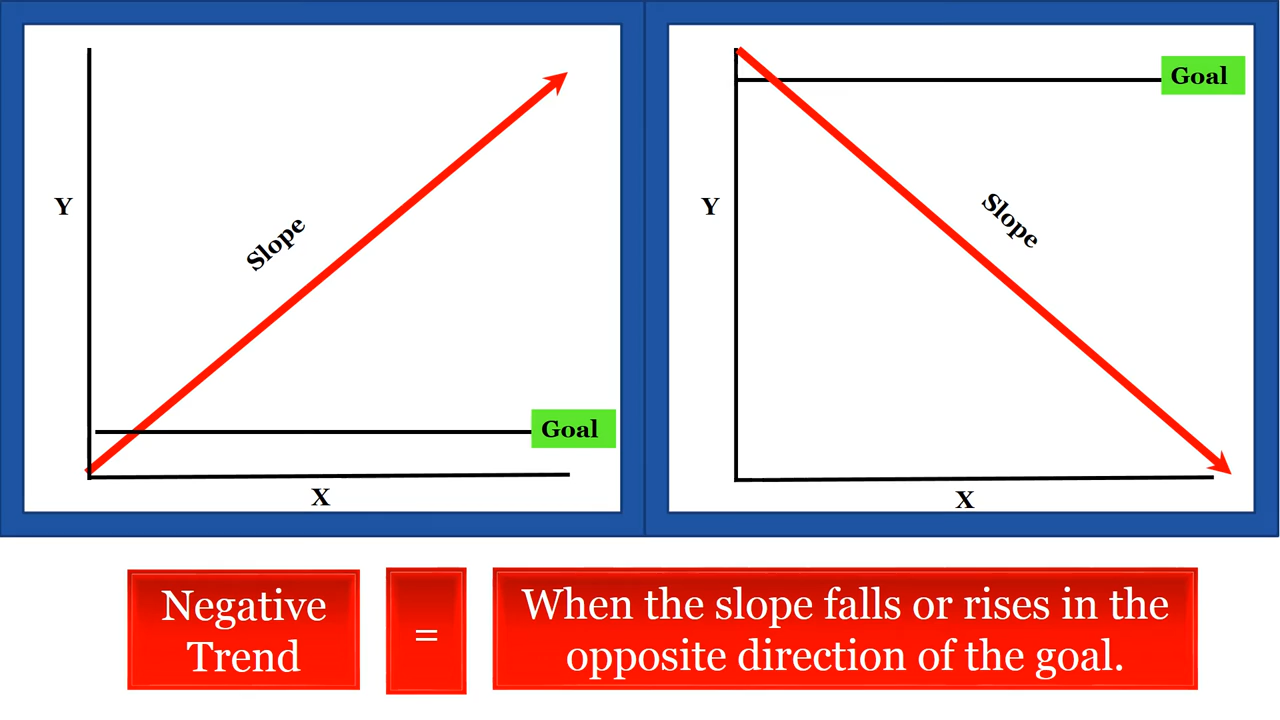 Y
Slope
Goal
X
Goal
Y
Slope
X
Negative
Trend
=
When the slope falls or rises in the
opposite direction of the goal.